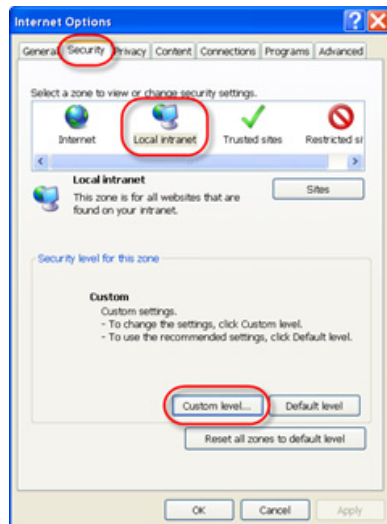 Internet Options
General Security Privacy Content Connections Programs Advanced
Select a zone to view or change security settings.
Internet Local intranet Trusted sites Restricted si
Local intranet
Sites
This zone is for all websites that are
found on your intranet.
Security level for this zone
Custom
Custom settings.
- To change the settings, click Custom level.
- To use the recommended settings, click Default level.
Custom level... Default level
Reset all zones to default level
OK Cancel Apply